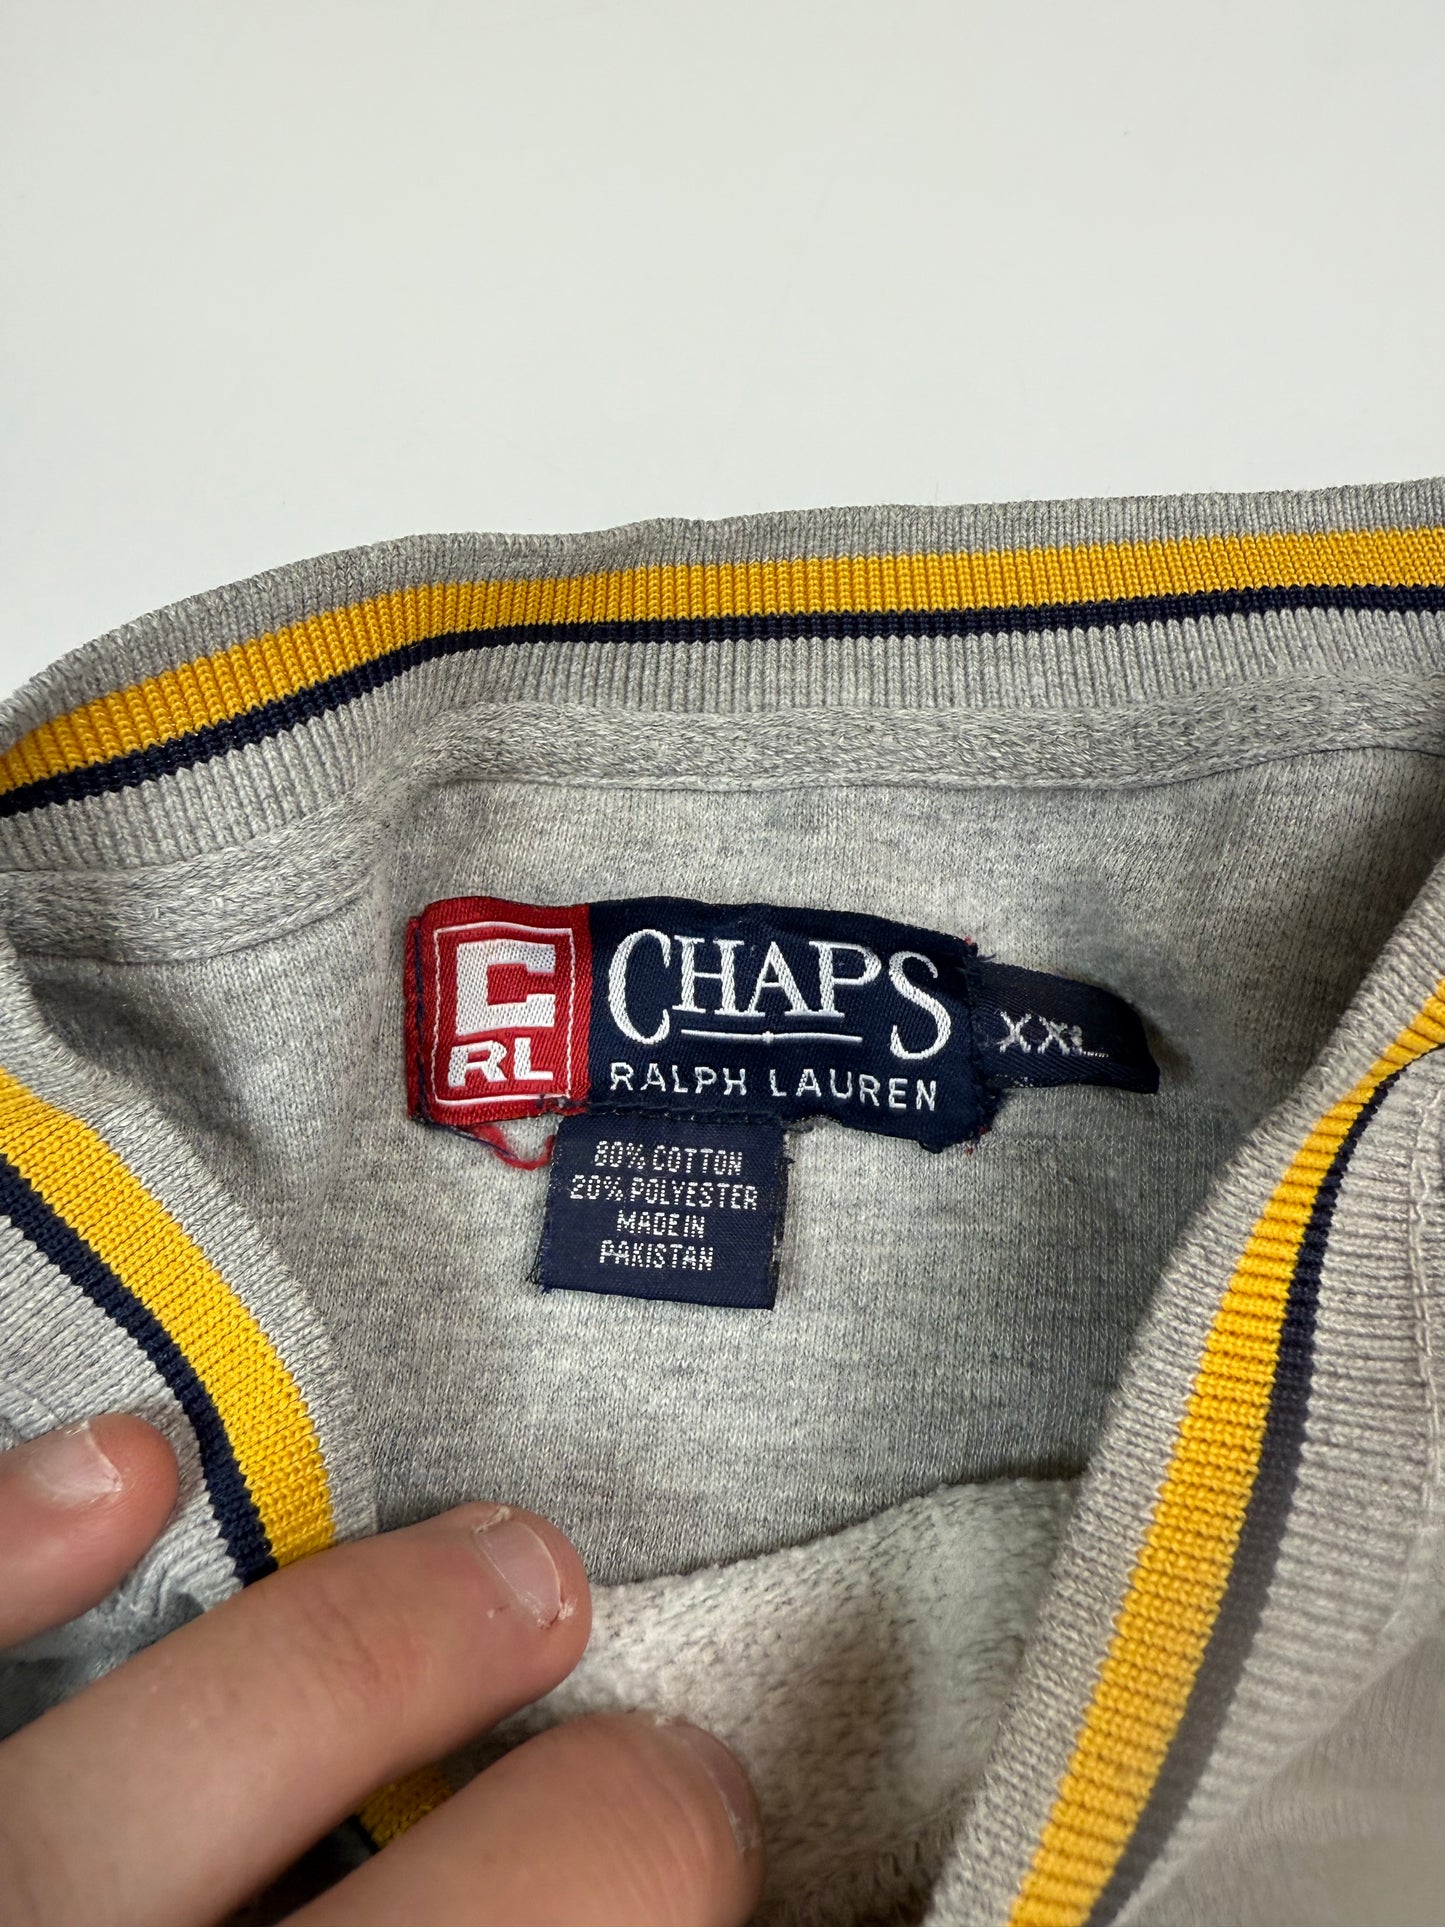 C
RL
CHAPS
RALPH LAUREN
XXL
80% COTTON
20% POLYESTER
MADE IN
PAKISTAN